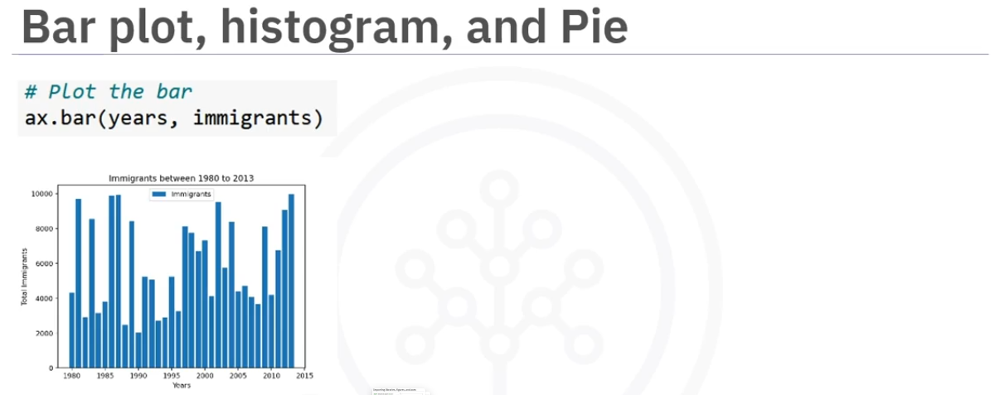 Bar plot, histogram, and Pie
# Plot the bar
ax.bar(years, immigrants)
Immigrants between 1980 to 2013
Immigrants
10000
8000
6000
4000
2000
0
Total Immigrants
1980 1985 1990 1995 2000 2005 2010 2015
Years